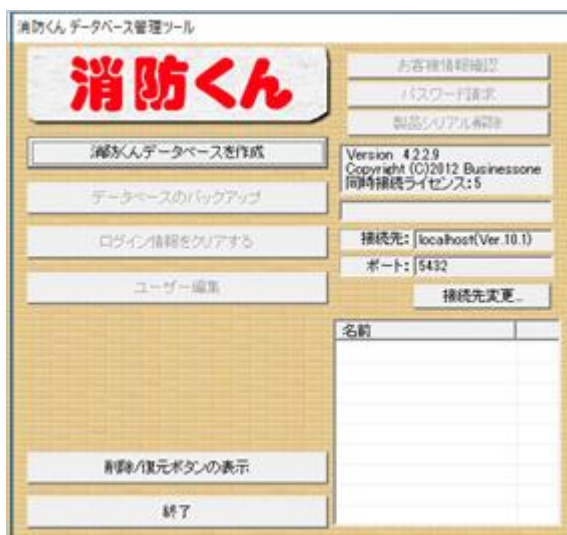 消防くん データベース管理ツール
消防くん
お客様情報確認
パスワード請求
製品シリアル解除
消防くんデータベースを作成
Version 4.2.2.9
Copyright (C)2012 Businessone
同時接続ライセンス:5
データベースのバックアップ
ログイン情報をクリアする
接続先: localhost(Ver.10.1)
ポート: 5432
ユーザー編集
接続先変更...
名前
削除/復元ボタンの表示
終了